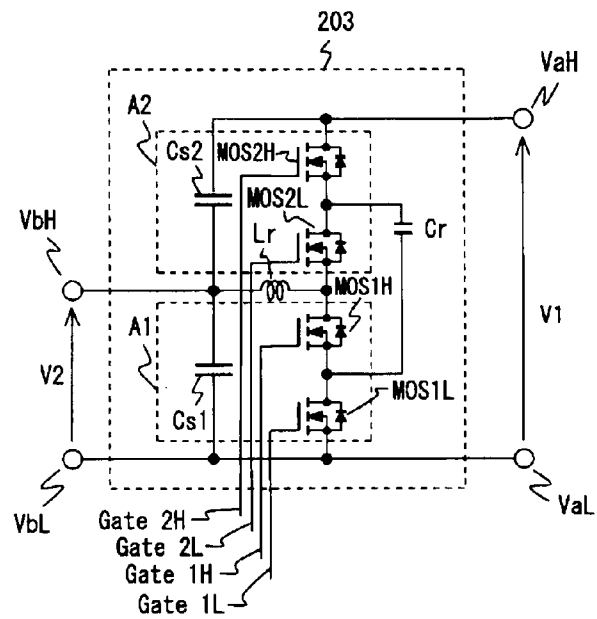 203
VaH
A2
Cs2
MOS2H
MOS2L
Cr
VbH
Lr
MOS1H
A1
V1
V2
Cs1
MOS1L
VbL
VaL
Gate 2H
Gate 2L
Gate 1H
Gate 1L